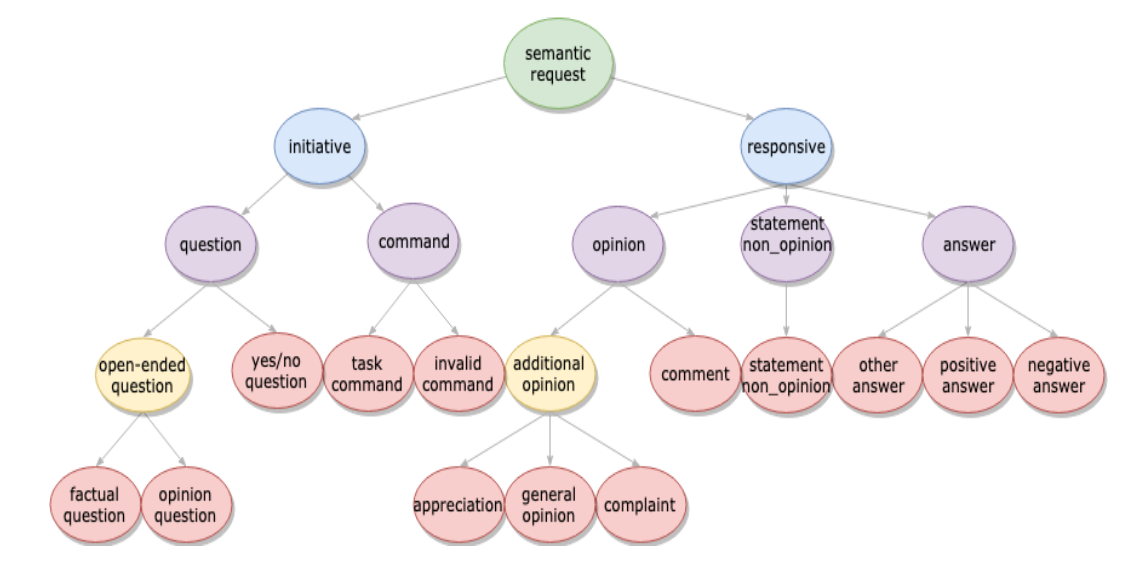 semantic
request
initiative
responsive
question
command
opinion
statement
non_opinion
answer
open-ended
question
yes/no
question
task
command
invalid
command
additional
opinion
comment
statement
non_opinion
other
answer
positive
answer
negative
answer
factual
question
opinion
question
appreciation
general
opinion
complaint